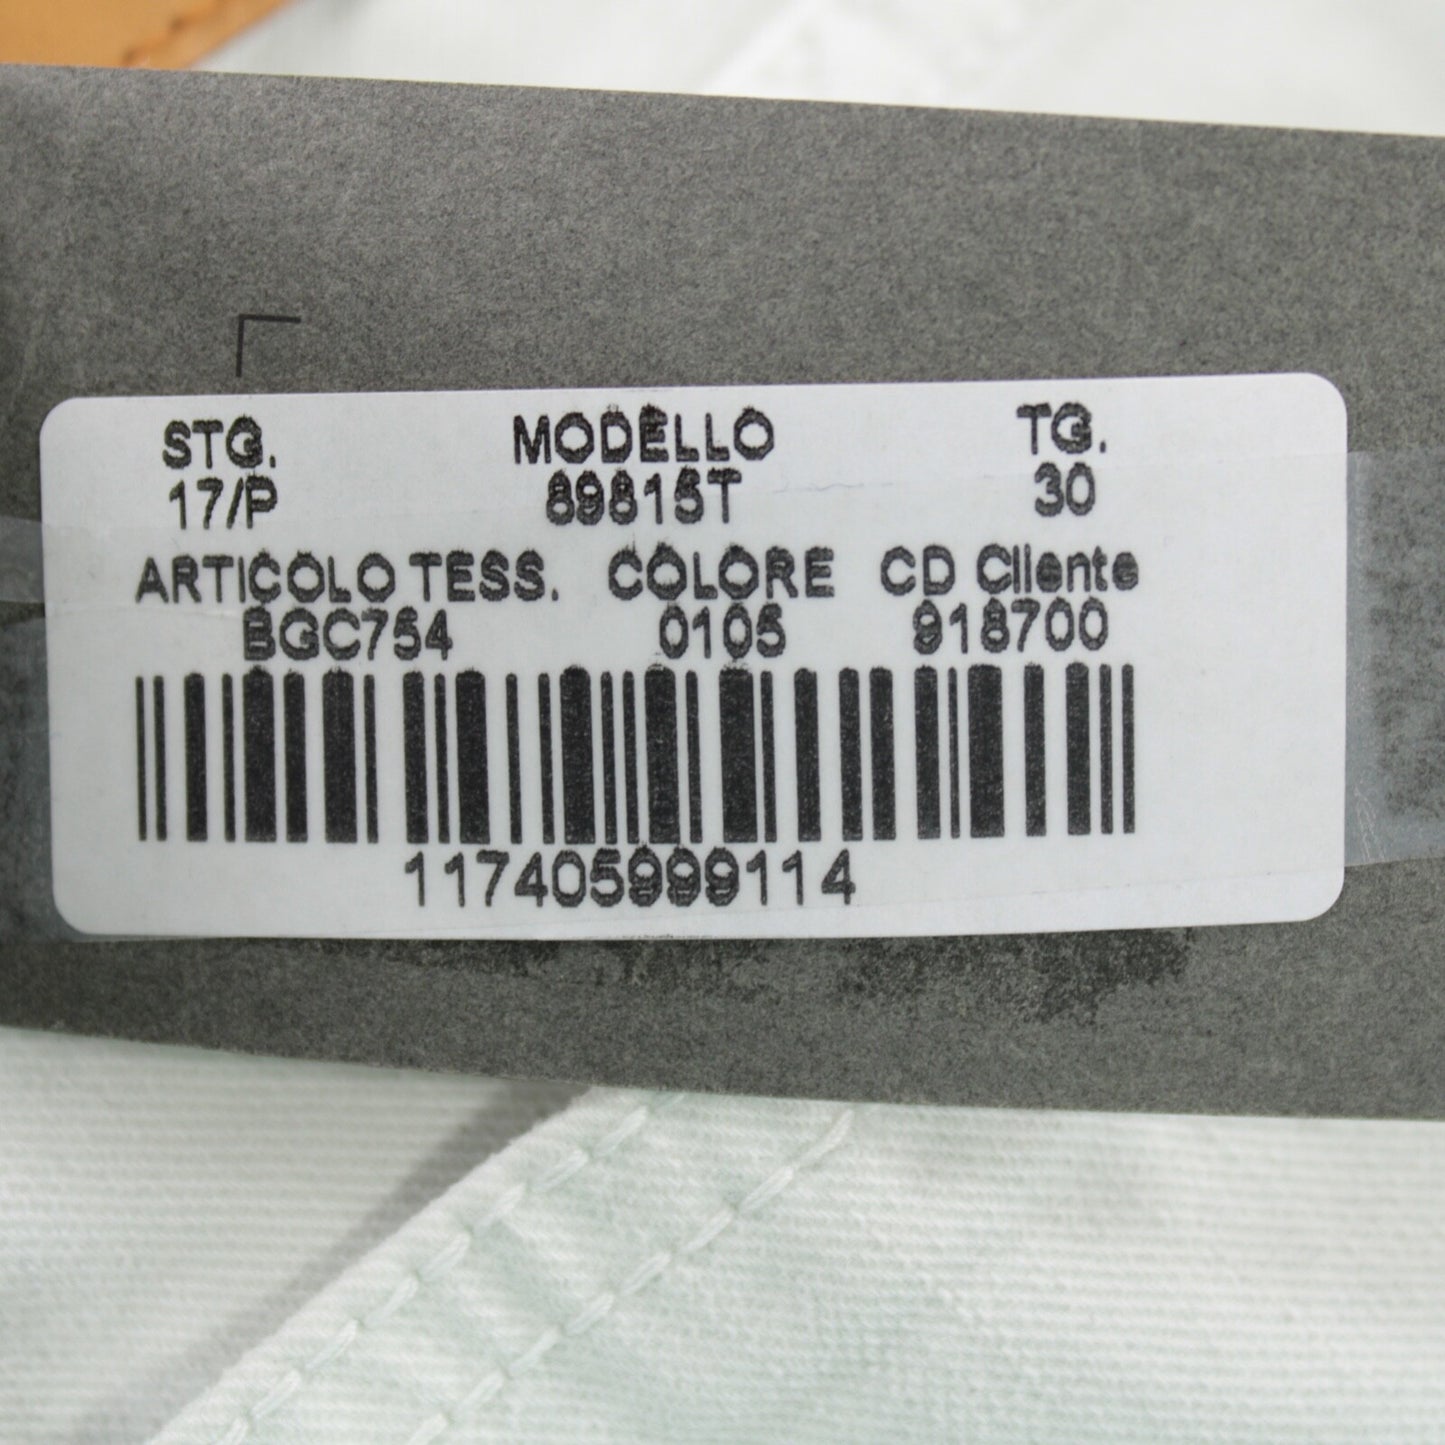 STG. MODELLO TG.
17/P 89815T 30
ARTICOLO TESS. COLORE CD Cliente
BGC754 0105 918700
117405999114